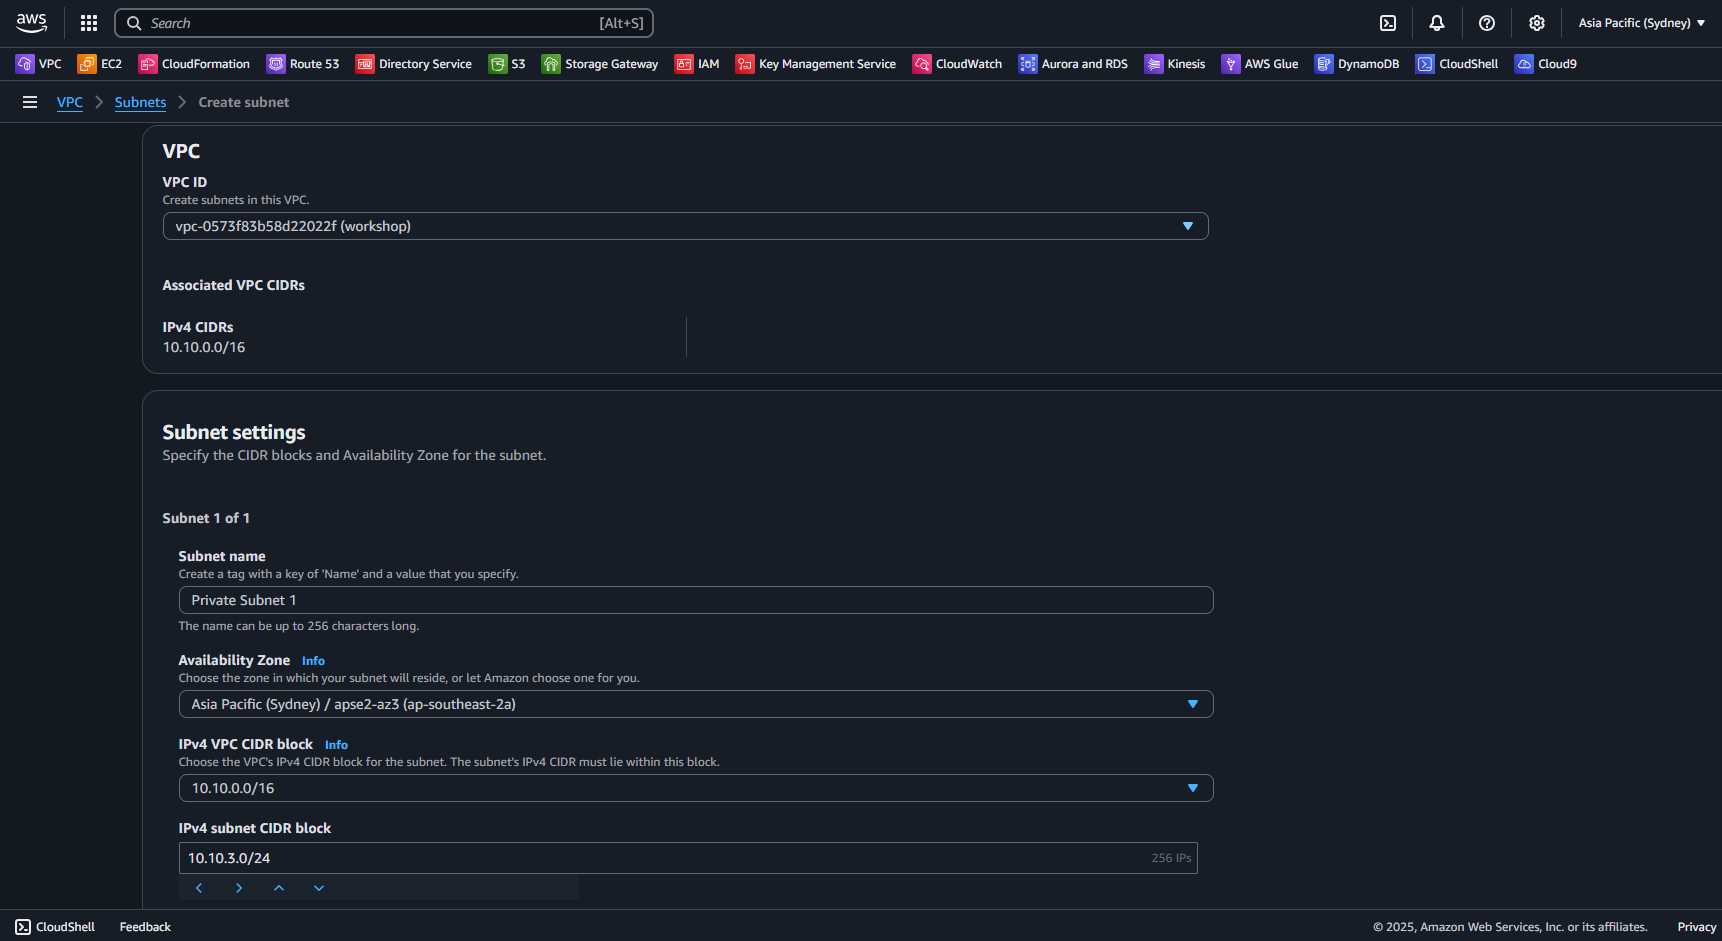 aws
Search [Alt+S]
Asia Pacific (Sydney)
VPC EC2 CloudFormation Route 53 Directory Service S3 Storage Gateway IAM Key Management Service CloudWatch Aurora and RDS Kinesis AWS Glue DynamoDB CloudShell Cloud9
VPC Subnets Create subnet
VPC
VPC ID
Create subnets in this VPC.
vpc-0573f83b58d22022f (workshop)
Associated VPC CIDRs
IPv4 CIDRs
10.10.0.0/16
Subnet settings
Specify the CIDR blocks and Availability Zone for the subnet.
Subnet 1 of 1
Subnet name
Create a tag with a key of 'Name' and a value that you specify.
Private Subnet 1
The name can be up to 256 characters long.
Availability Zone Info
Choose the zone in which your subnet will reside, or let Amazon choose one for you.
Asia Pacific (Sydney) / apse2-az3 (ap-southeast-2a)
IPv4 VPC CIDR block Info
Choose the VPC's IPv4 CIDR block for the subnet. The subnet's IPv4 CIDR must lie within this block.
10.10.0.0/16
IPv4 subnet CIDR block
10.10.3.0/24 256 IPs
CloudShell Feedback © 2025, Amazon Web Services, Inc. or its affiliates. Privacy